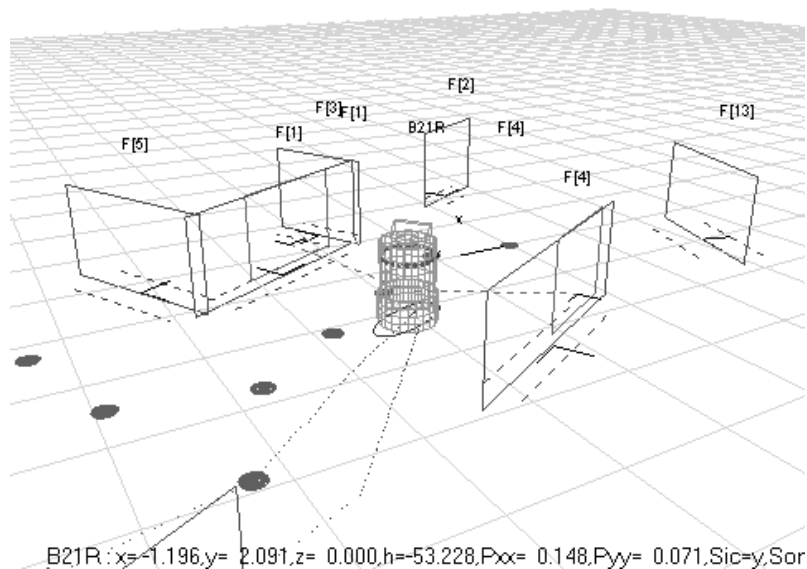 F[2]
F[3]
F[1]
F[13]
B21R
F[4]
F[1]
F[5]
F[4]
x
B21R : x= -1.196,y= 2.091,z= 0.000,h=-53.228,Pxx= 0.148,Pyy= 0.071,Sic=y,Son